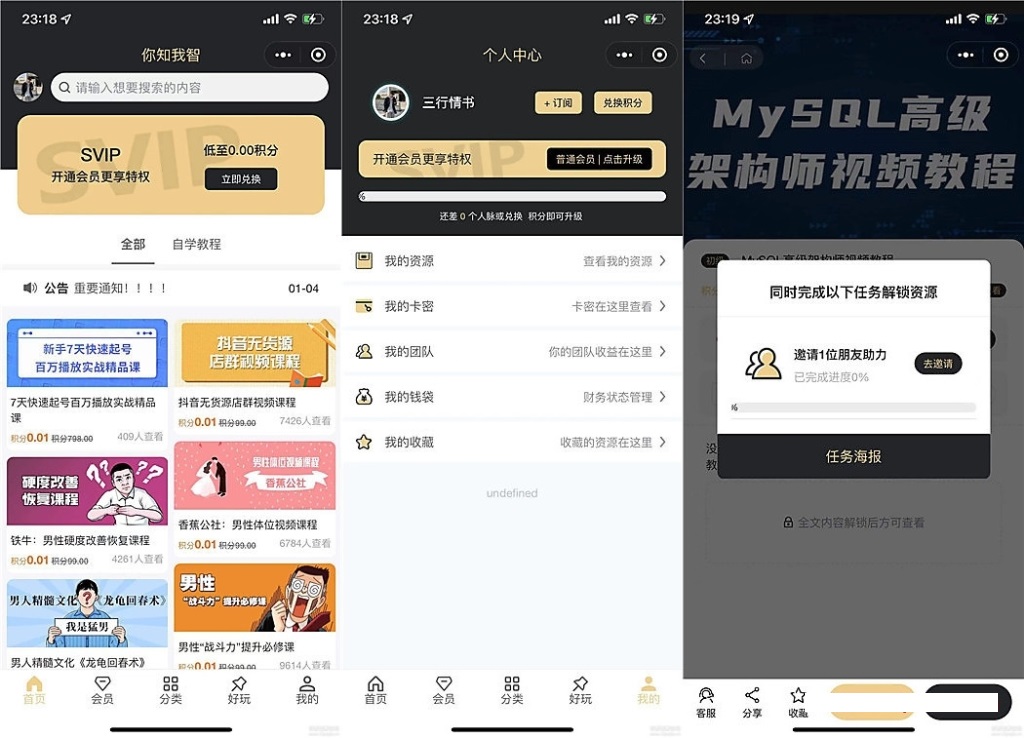 23:18
你知我智
请输入想要搜索的内容
SVIP
SVIP
开通会员更享特权
低至0.00积分
立即兑换
全部
自学教程
公告 重要通知！！！！
01-04
新手7天快速起号
百万播放实战精品课
7天快速起号百万播放实战精品
课
积分0.01 积分798.00
409人查看
抖音无货源
店群视频课程
抖音无货源店群视频课程
积分0.01 积分99.00
7426人查看
硬度改善
恢复课程
铁牛：男性硬度改善恢复课程
积分0.01 积分99.00
4261人查看
男性体位视频课程
香蕉公社
香蕉公社：男性体位视频课程
积分0.01 积分99.00
6784人查看
男人精髓文化《龙龟回春术》
我是猛男
男人精髓文化《龙龟回春术》
男性
“战斗力”提升必修课
男性“战斗力”提升必修课
积分0.01 积分99.00
9614人查看
首页
会员
分类
好玩
我的
23:18
个人中心
三行情书
+ 订阅
兑换积分
SVIP
开通会员更享特权
普通会员 | 点击升级
%
还差 0 个人脉或兑换 积分即可升级
我的资源
查看我的资源
我的卡密
卡密在这里查看
我的团队
你的团队收益在这里
我的钱袋
财务状态管理
我的收藏
收藏的资源在这里
undefined
首页
会员
分类
好玩
我的
23:19
MySQL高级
架构师视频教程
初级
MySQL高级架构师视频教程
积分
看
同时完成以下任务解锁资源
邀请1位朋友助力
已完成进度0%
去邀请
%
任务海报
没
教
全文内容解锁后方可查看
客服
分享
收藏